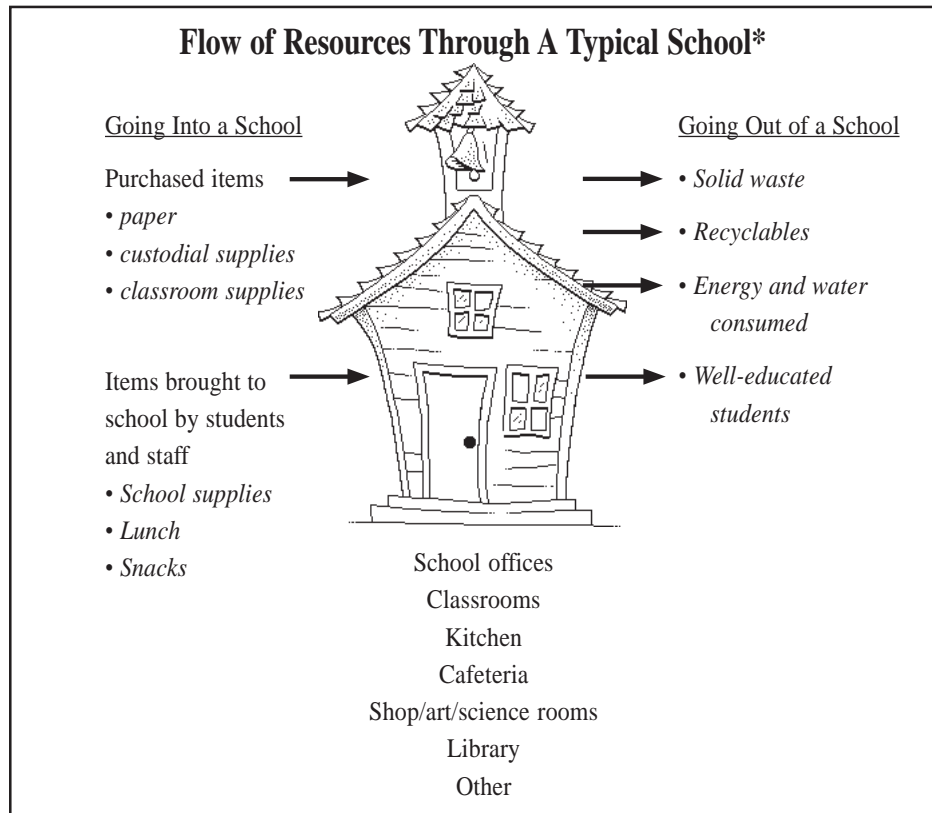 Flow of Resources Through A Typical School*
Going Into a School
Purchased items
• paper
• custodial supplies
• classroom supplies
Items brought to
school by students
and staff
• School supplies
• Lunch
• Snacks
Going Out of a School
• Solid waste
• Recyclables
• Energy and water
consumed
• Well-educated
students
School offices
Classrooms
Kitchen
Cafeteria
Shop/art/science rooms
Library
Other